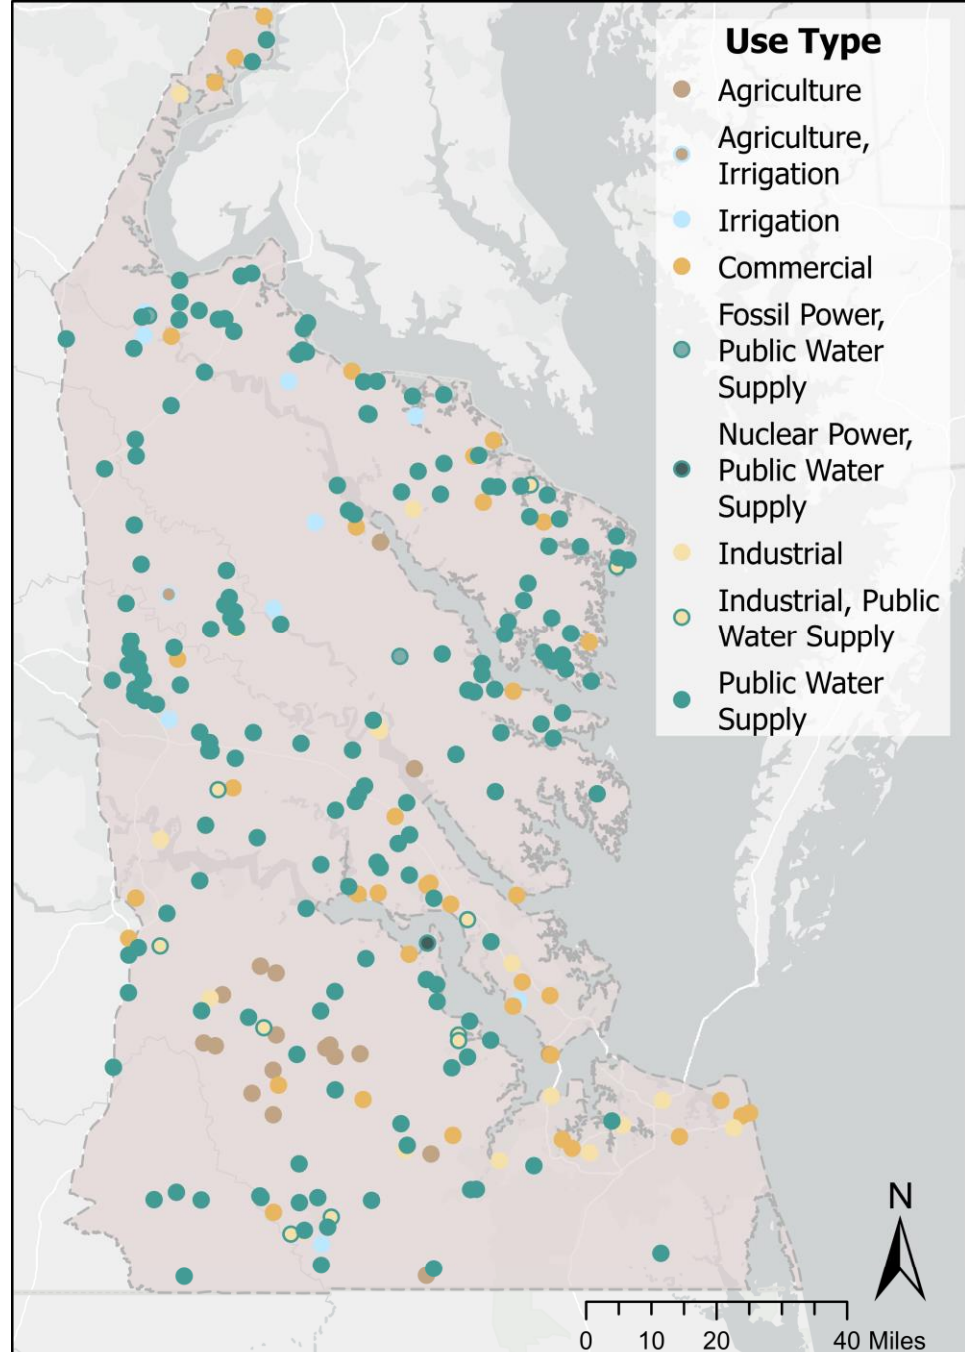 Use Type
Agriculture
Agriculture,
Irrigation
Irrigation
Commercial
Fossil Power,
Public Water
Supply
Nuclear Power,
Public Water
Supply
Industrial
Industrial, Public
Water Supply
Public Water
Supply
N
0 10 20 40 Miles